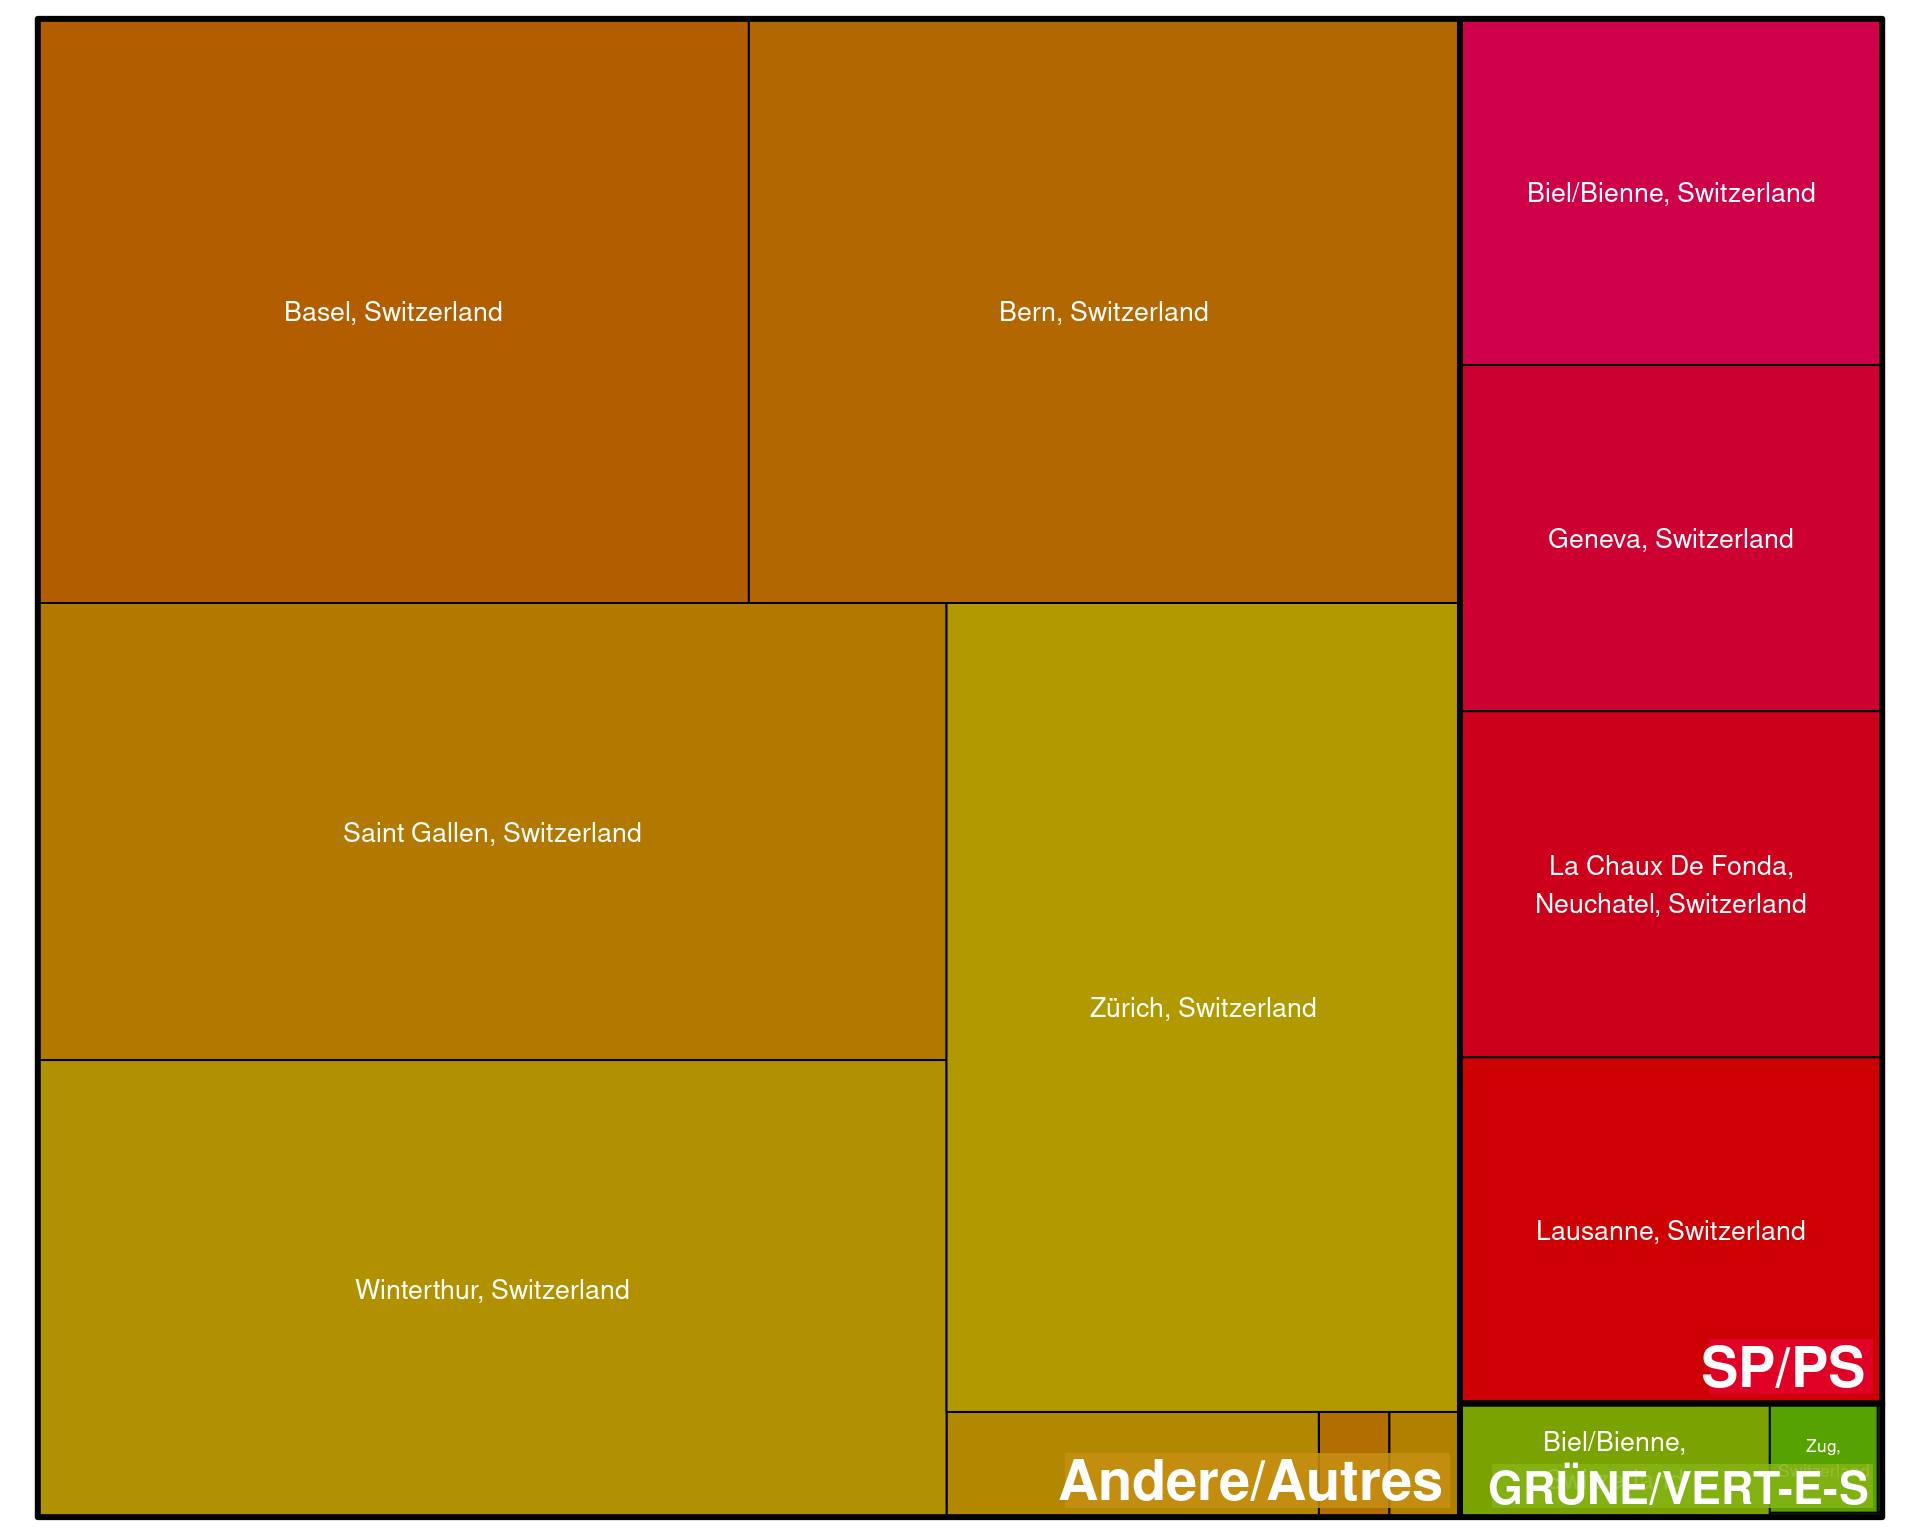 Basel, Switzerland
Bern, Switzerland
Biel/Bienne, Switzerland
Geneva, Switzerland
Saint Gallen, Switzerland
Zürich, Switzerland
La Chaux De Fonda,
Neuchatel, Switzerland
Winterthur, Switzerland
Lausanne, Switzerland
SP/PS
Andere/Autres
Biel/Bienne,
Zug,
Switzerland
GRÜNE/VERT-E-S